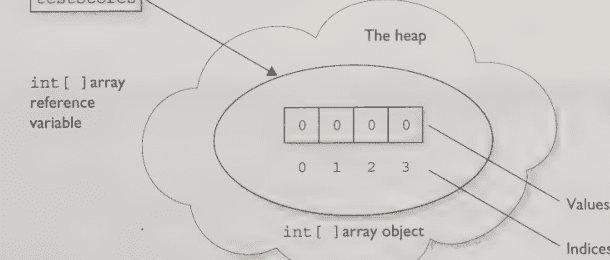 testScores
The heap
int[ ] array
reference
variable
0 0 0 0
0 1 2 3
Values
int[ ] array object
Indices